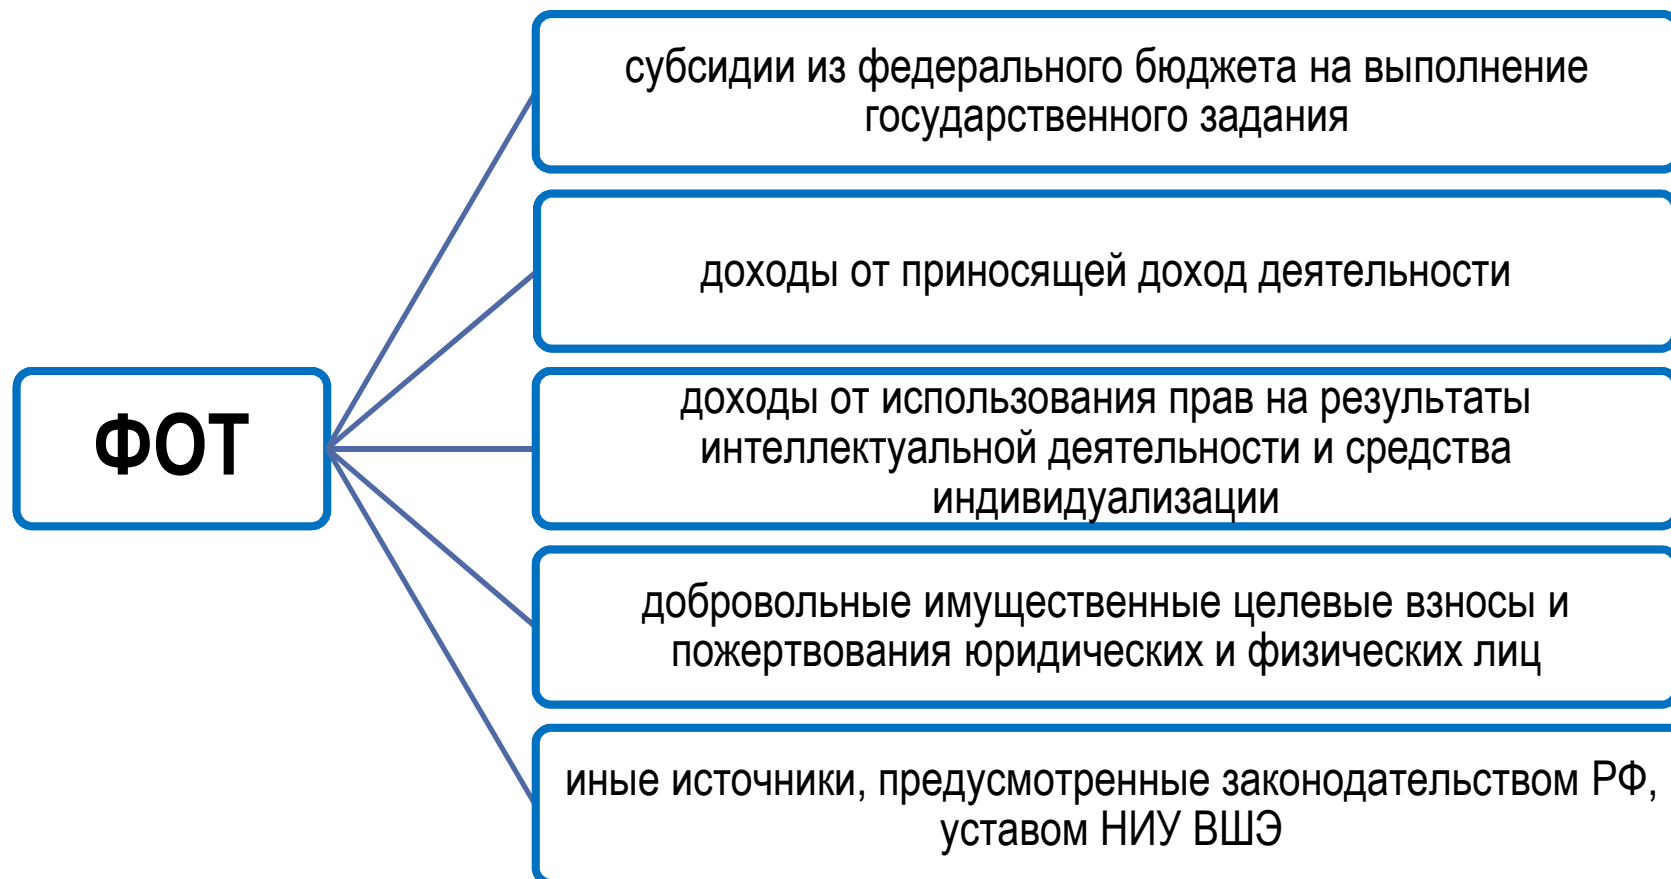 субсидии из федерального бюджета на выполнение
государственного задания
доходы от приносящей доход деятельности
ФОТ
доходы от использования прав на результаты
интеллектуальной деятельности и средства
индивидуализации
добровольные имущественные целевые взносы и
пожертвования юридических и физических лиц
иные источники, предусмотренные законодательством РФ,
уставом НИУ ВШЭ